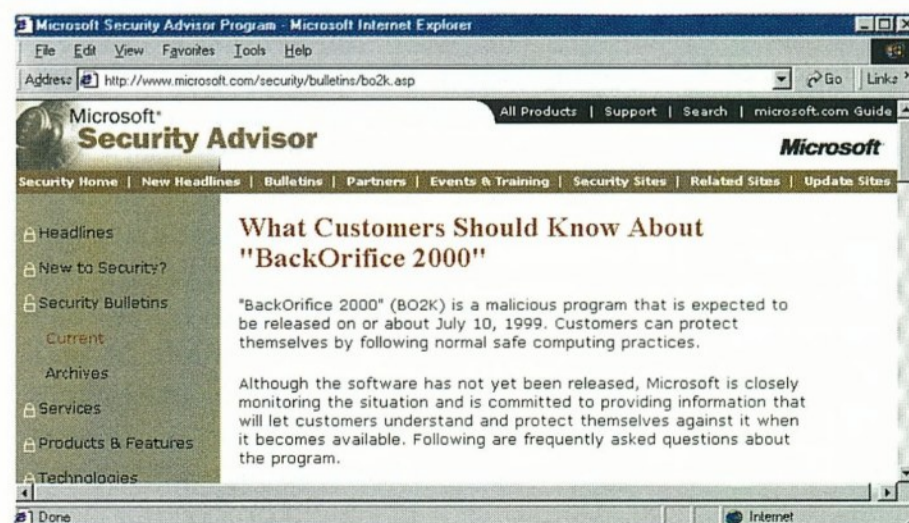 Microsoft Security Advisor Program - Microsoft Internet Explorer
File Edit View Favorites Tools Help
Address http://www.microsoft.com/security/bulletins/bo2k.asp Go Links
All Products | Support | Search | microsoft.com Guide
Microsoft
Security Advisor
Microsoft
Security Home | New Headlines | Bulletins | Partners | Events & Training | Security Sites | Related Sites | Update Sites
Headlines
New to Security?
Security Bulletins
Current
Archives
Services
Products & Features
Technologies
What Customers Should Know About
"BackOrifice 2000"
"BackOrifice 2000" (BO2K) is a malicious program that is expected to
be released on or about July 10, 1999. Customers can protect
themselves by following normal safe computing practices.
Although the software has not yet been released, Microsoft is closely
monitoring the situation and is committed to providing information that
will let customers understand and protect themselves against it when
it becomes available. Following are frequently asked questions about
the program.
Done Internet